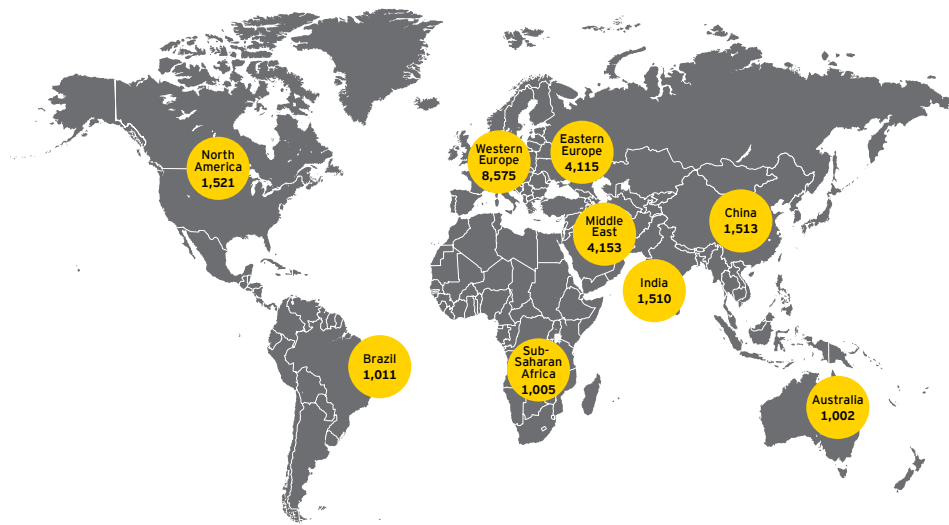 North
America
1,521
Western
Europe
8,575
Eastern
Europe
4,115
Middle
East
4,153
China
1,513
India
1,510
Brazil
1,011
Sub-
Saharan
Africa
1,005
Australia
1,002